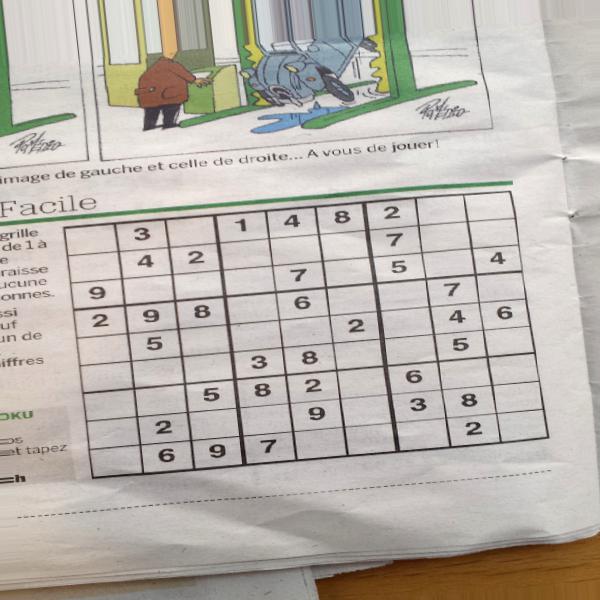 image de gauche et celle de droite... A vous de jouer!
Facile
grille
de 1 à
e
raisse
ucune
onnes.
ssi
uf
un de
iffres
OKU
et tapez
h
3 1 4 8 2
4 2 7
9 7 5 4
2 9 8 6 7
5 2 4 6
3 8 5
5 8 2 6
2 9 3 8
6 9 7 2